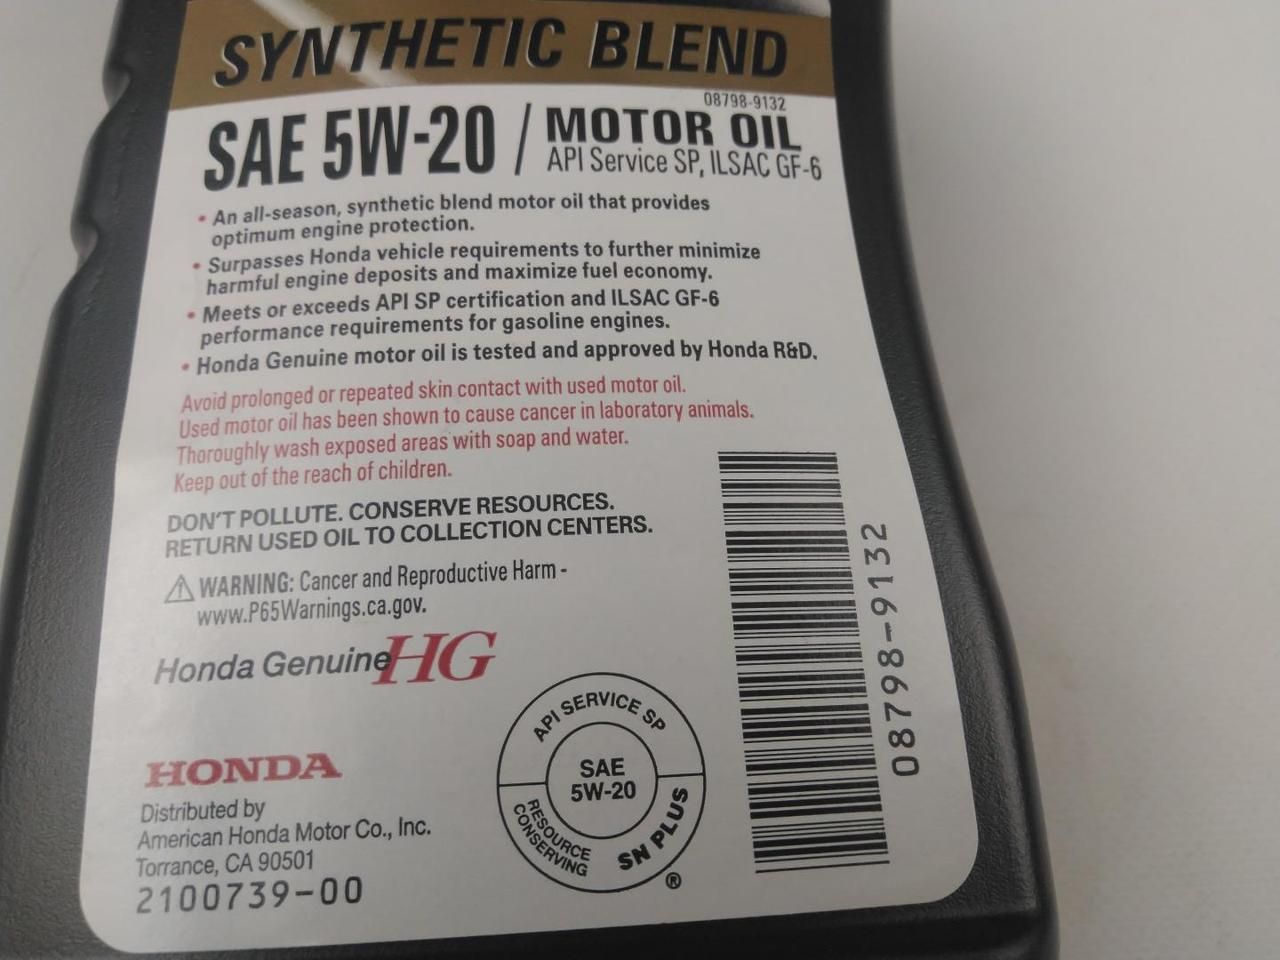 SYNTHETIC BLEND
08798-9132
SAE 5W-20 / MOTOR OIL
API Service SP, ILSAC GF-6
• An all-season, synthetic blend motor oil that provides
optimum engine protection.
• Surpasses Honda vehicle requirements to further minimize
harmful engine deposits and maximize fuel economy.
• Meets or exceeds API SP certification and ILSAC GF-6
performance requirements for gasoline engines.
• Honda Genuine motor oil is tested and approved by Honda R&D.
Avoid prolonged or repeated skin contact with used motor oil.
Used motor oil has been shown to cause cancer in laboratory animals.
Thoroughly wash exposed areas with soap and water.
Keep out of the reach of children.
DON'T POLLUTE. CONSERVE RESOURCES.
RETURN USED OIL TO COLLECTION CENTERS.
⚠ WARNING: Cancer and Reproductive Harm -
www.P65Warnings.ca.gov.
Honda Genuine HG
HONDA
Distributed by
American Honda Motor Co., Inc.
Torrance, CA 90501
2100739-00
API SERVICE SP
SAE
5W-20
RESOURCE
CONSERVING
SN PLUS
®
08798-9132